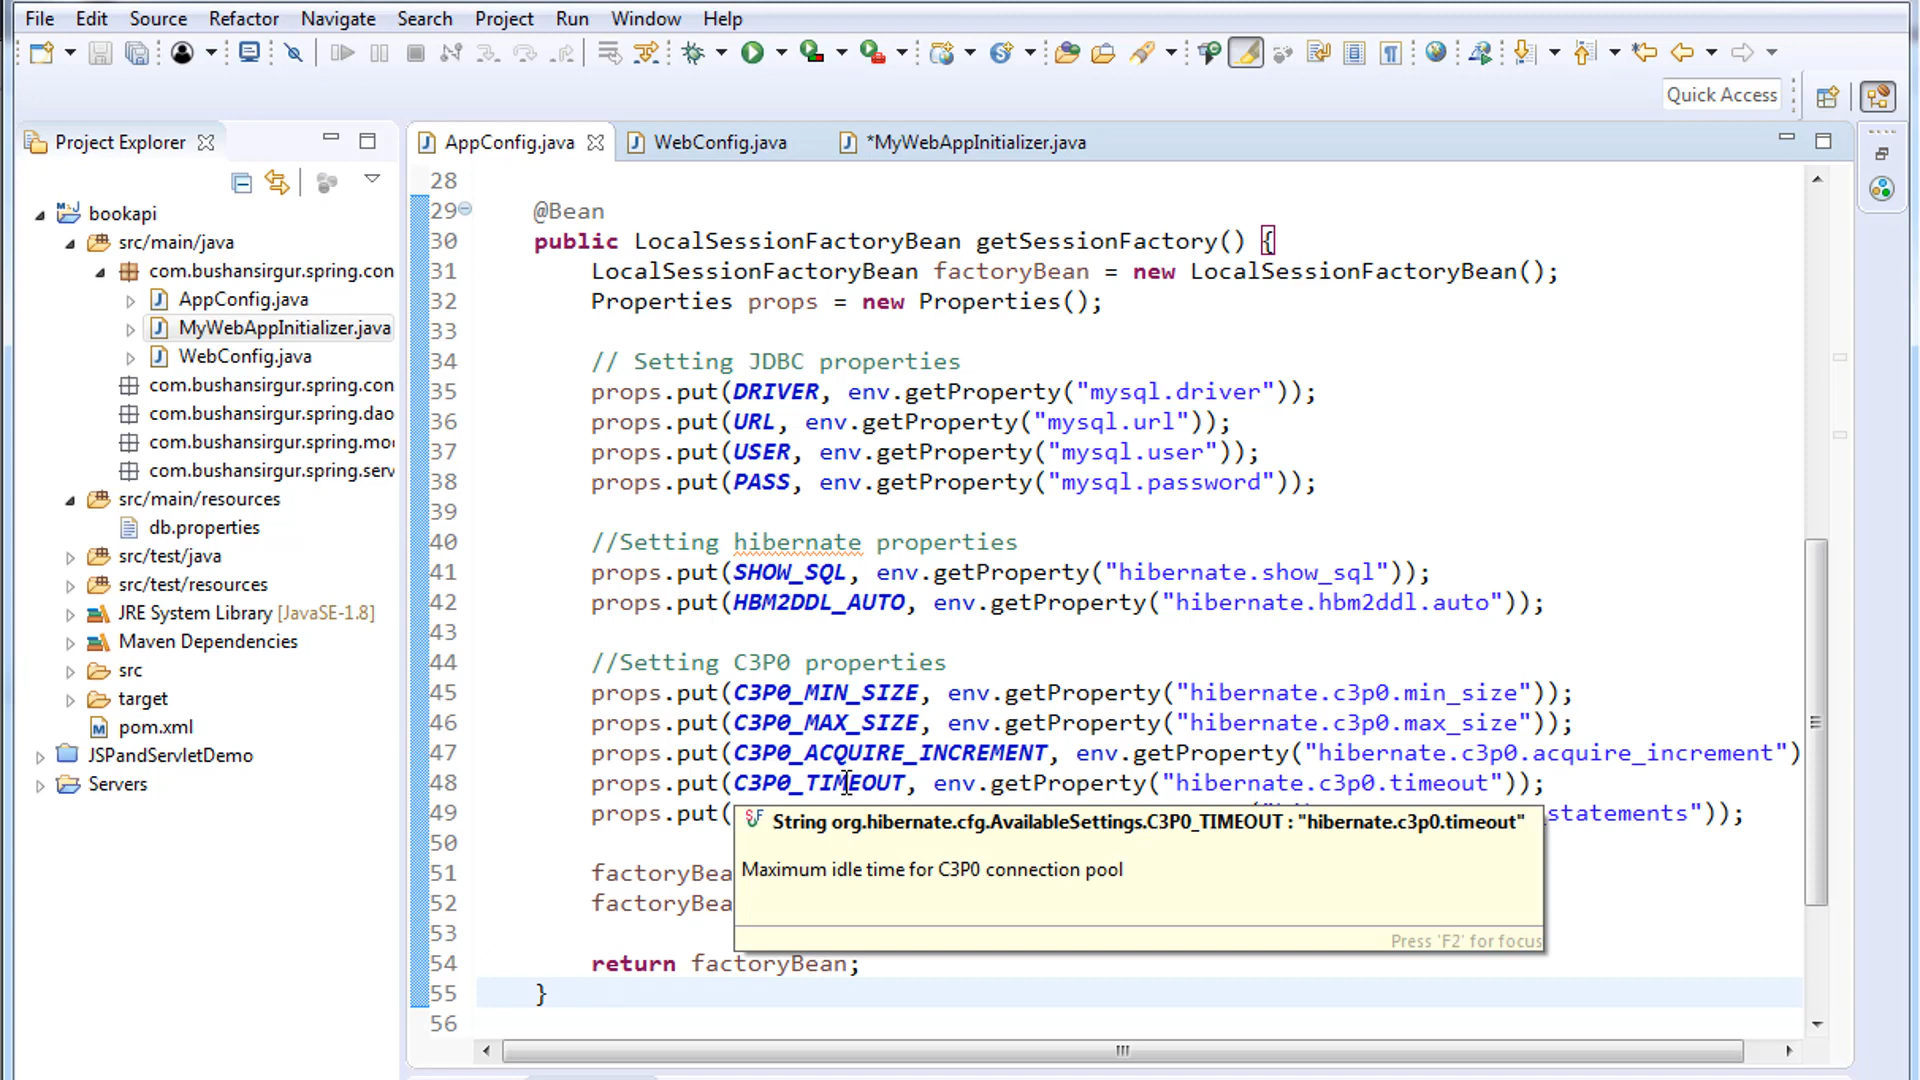 File Edit Source Refactor Navigate Search Project Run Window Help
Quick Access
Project Explorer
bookapi
src/main/java
com.bushansirgur.spring.con
AppConfig.java
MyWebAppInitializer.java
WebConfig.java
com.bushansirgur.spring.con
com.bushansirgur.spring.dao
com.bushansirgur.spring.mo
com.bushansirgur.spring.serv
src/main/resources
db.properties
src/test/java
src/test/resources
JRE System Library [JavaSE-1.8]
Maven Dependencies
src
target
pom.xml
JSPandServletDemo
Servers
AppConfig.java WebConfig.java *MyWebAppInitializer.java
28
29 @Bean
30 public LocalSessionFactoryBean getSessionFactory() {
31 LocalSessionFactoryBean factoryBean = new LocalSessionFactoryBean();
32 Properties props = new Properties();
33
34 // Setting JDBC properties
35 props.put(DRIVER, env.getProperty("mysql.driver"));
36 props.put(URL, env.getProperty("mysql.url"));
37 props.put(USER, env.getProperty("mysql.user"));
38 props.put(PASS, env.getProperty("mysql.password"));
39
40 //Setting hibernate properties
41 props.put(SHOW_SQL, env.getProperty("hibernate.show_sql"));
42 props.put(HBM2DDL_AUTO, env.getProperty("hibernate.hbm2ddl.auto"));
43
44 //Setting C3P0 properties
45 props.put(C3P0_MIN_SIZE, env.getProperty("hibernate.c3p0.min_size"));
46 props.put(C3P0_MAX_SIZE, env.getProperty("hibernate.c3p0.max_size"));
47 props.put(C3P0_ACQUIRE_INCREMENT, env.getProperty("hibernate.c3p0.acquire_increment")
48 props.put(C3P0_TIMEOUT, env.getProperty("hibernate.c3p0.timeout"));
49 props.put( _statements"));
String org.hibernate.cfg.AvailableSettings.C3P0_TIMEOUT : "hibernate.c3p0.timeout"
50
Maximum idle time for C3P0 connection pool
51 factoryBea
52 factoryBea
53
Press 'F2' for focus
54 return factoryBean;
55 }
56